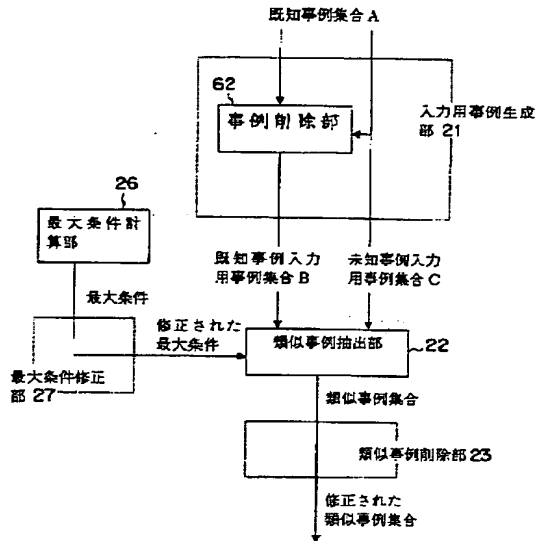 既知事例集合A
62
事例削除部
入力用事例生成
部 21
26
最大条件計
算部
既知事例入力
用事例集合B
未知事例入力
用事例集合C
最大条件
修正された
最大条件
類似事例抽出部
22
最大条件修正
部 27
類似事例集合
類似事例削除部 23
修正された
類似事例集合